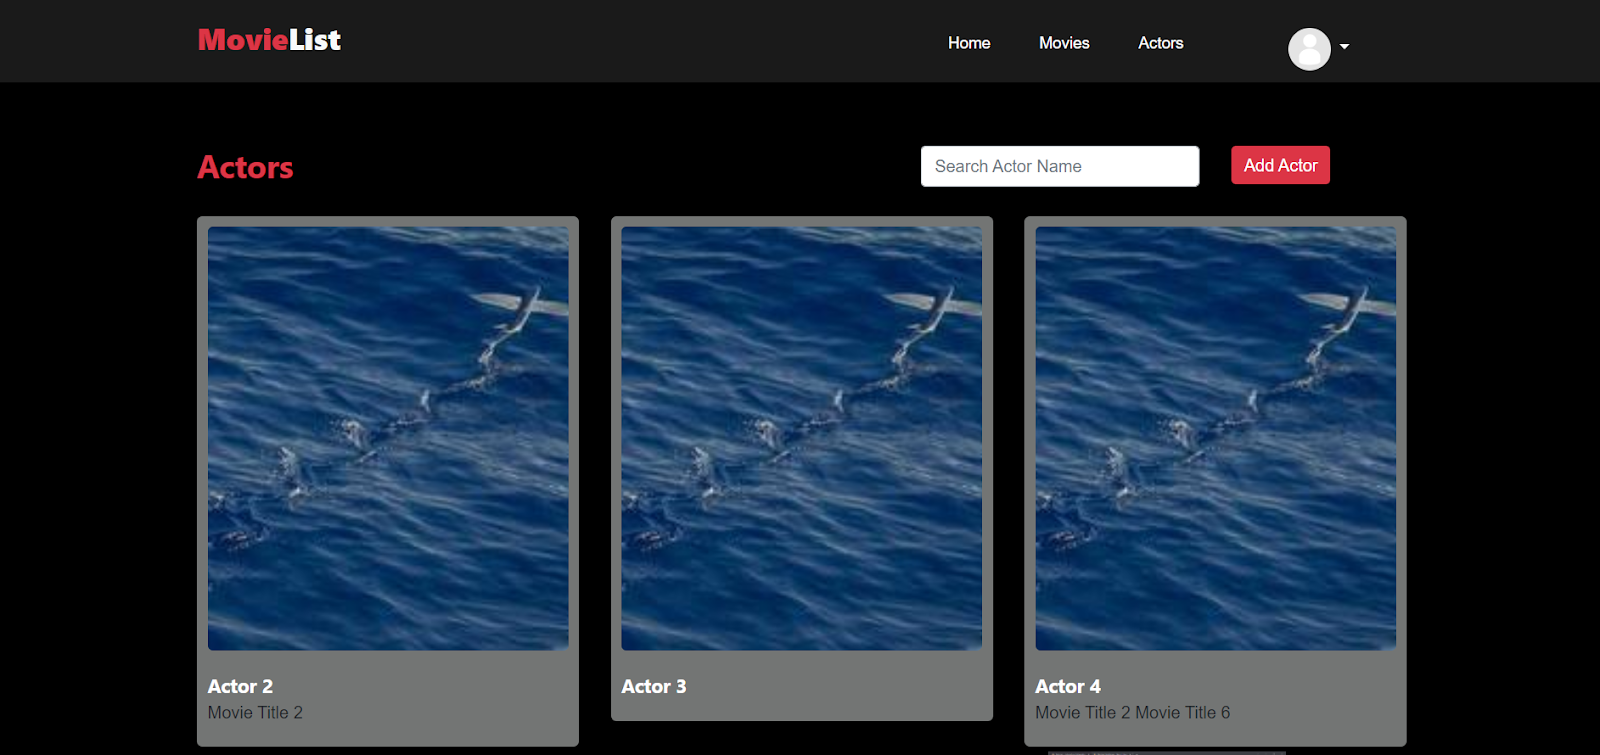 MovieList
Home Movies Actors
Actors
Search Actor Name
Add Actor
Actor 2
Movie Title 2
Actor 3
Actor 4
Movie Title 2 Movie Title 6